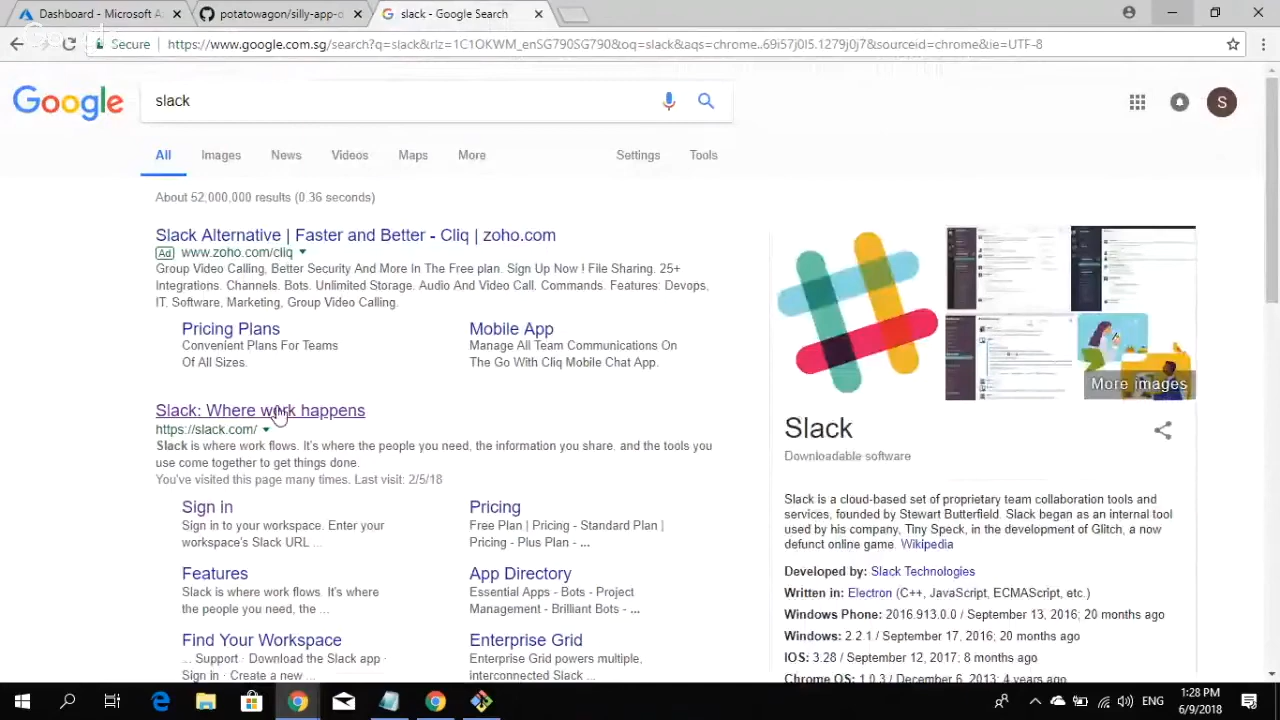 Dashboard - Microsoft A
potatowagon/silly-app: b
slack - Google Search
Secure
https://www.google.com.sg/search?q=slack&rlz=1C1OKWM_enSG790SG790&oq=slack&aqs=chrome..69i57j0l5.1279j0j7&sourceid=chrome&ie=UTF-8
Google
slack
S
All
Images
News
Videos
Maps
More
Settings
Tools
About 52,000,000 results (0.36 seconds)
Slack Alternative | Faster and Better - Cliq | zoho.com
Ad www.zoho.com/cliq
Group Video Calling, Better Security, and More In The Free plan. Sign Up Now ! File Sharing. 25+
Integrations. Channels. Bots. Unlimited Storage. Audio And Video Call. Commands. Features: Devops,
IT, Software, Marketing, Group Video Calling.
Pricing Plans
Convenient Plans For Teams
Of All Sizes
Mobile App
Manage All Team Communications On
The Go With Our Mobile Chat App.
Slack: Where work happens
https://slack.com/
Slack is where work flows. It's where the people you need, the information you share, and the tools you
use come together to get things done.
You've visited this page many times. Last visit: 2/5/18
Sign in
Sign in to your workspace. Enter your
workspace's Slack URL ...
Pricing
Free Plan | Pricing - Standard Plan |
Pricing - Plus Plan - ...
Features
Slack is where work flows. It's where
the people you need, the ...
App Directory
Essential Apps - Bots - Project
Management - Brilliant Bots - ...
Find Your Workspace
... Support · Download the Slack app ·
Sign In · Create a new ...
Enterprise Grid
Enterprise Grid powers multiple,
interconnected Slack ...
More images
Slack
Downloadable software
Slack is a cloud-based set of proprietary team collaboration tools and
services, founded by Stewart Butterfield. Slack began as an internal tool
used by his company, Tiny Speck, in the development of Glitch, a now
defunct online game. Wikipedia
Developed by: Slack Technologies
Written in: Electron (C++, JavaScript, ECMAScript, etc.)
Windows Phone: 2016.913.0.0 / September 13, 2016; 20 months ago
Windows: 2.2.1 / September 17, 2016; 20 months ago
IOS: 3.28 / September 12, 2017; 8 months ago
Chrome OS: 1.0.3 / December 6, 2013; 4 years ago
ENG
1:28 PM
6/9/2018